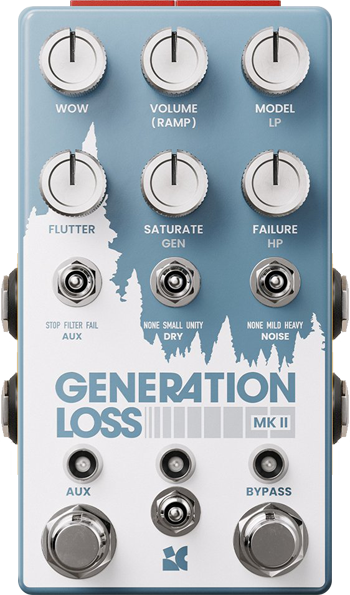 WOW VOLUME MODEL
(RAMP) LP
FLUTTER SATURATE FAILURE
GEN HP
STOP FILTER FAIL NONE SMALL UNITY NONE MILD HEAVY
AUX DRY NOISE
GENERATION
LOSS MK II
AUX BYPASS